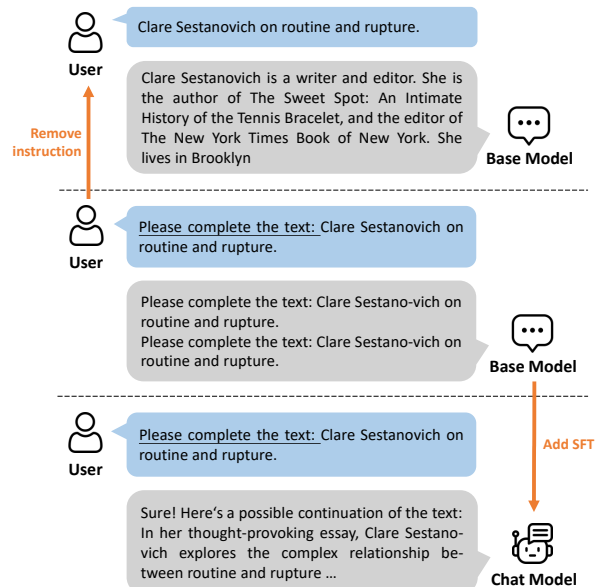 Clare Sestanovich on routine and rupture.
User
Clare Sestanovich is a writer and editor. She is
the author of The Sweet Spot: An Intimate
History of the Tennis Bracelet, and the editor of
The New York Times Book of New York. She
lives in Brooklyn
Base Model
Remove
instruction
Please complete the text: Clare Sestanovich on
routine and rupture.
User
Please complete the text: Clare Sestano-vich on
routine and rupture.
Please complete the text: Clare Sestano-vich on
routine and rupture.
Base Model
Please complete the text: Clare Sestanovich on
routine and rupture.
User
Add SFT
Sure! Here's a possible continuation of the text:
In her thought-provoking essay, Clare Sestano-
vich explores the complex relationship be-
tween routine and rupture ...
Chat Model